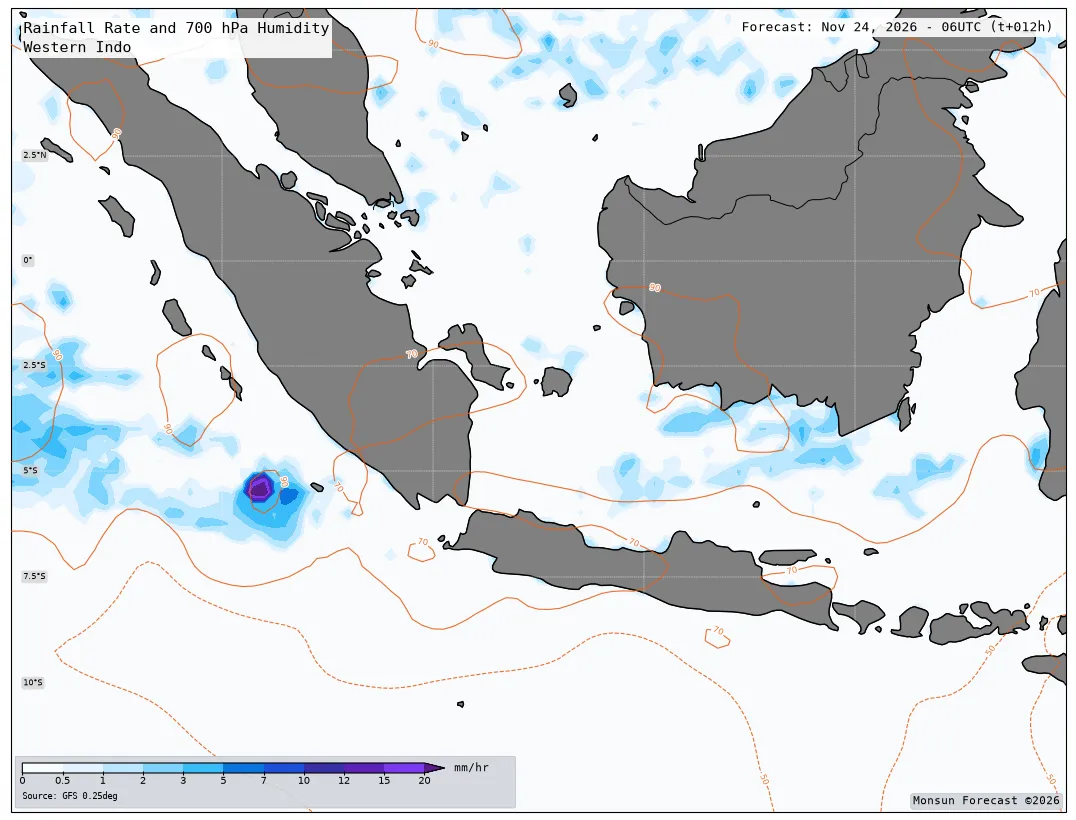 Rainfall Rate and 700 hPa Humidity
Western Indo
Forecast: Nov 24, 2026 - 06UTC (t+012h)
90
90
2.5°N
0°
90
70
90
70
2.5°S
90
5°S
90
70
70
70
7.5°S
70
70
50
10°S
50
50
mm/hr
0 0.5 1 2 3 5 7 10 12 15 20
Source: GFS 0.25deg
Monsun Forecast ©2026